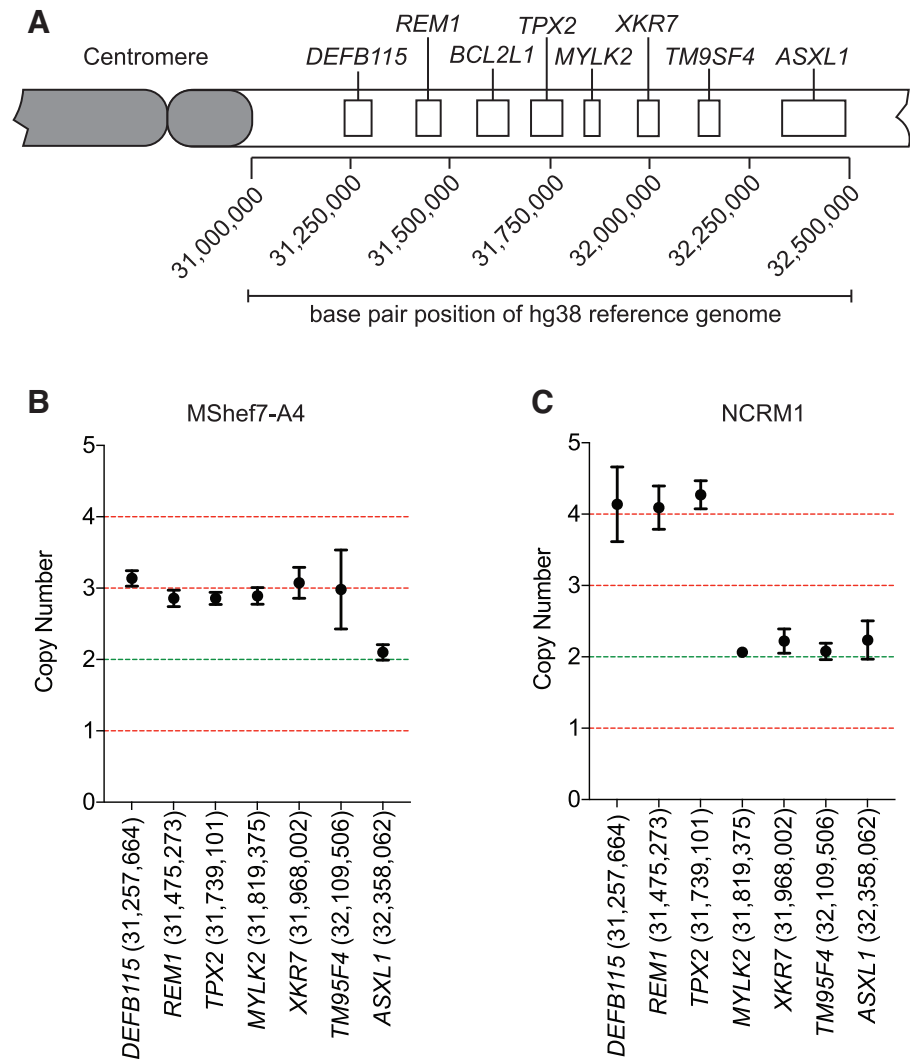 A
REM1 TPX2 XKR7
Centromere DEFB115 BCL2L1 MYLK2 TM9SF4 ASXL1
31,000,000
31,250,000
31,500,000
31,750,000
32,000,000
32,250,000
32,500,000
base pair position of hg38 reference genome
B
MShef7-A4
Copy Number
5
4
3
2
1
0
DEFB115 (31,257,664)
REM1 (31,475,273)
TPX2 (31,739,101)
MYLK2 (31,819,375)
XKR7 (31,968,002)
TM95F4 (32,109,506)
ASXL1 (32,358,062)
C
NCRM1
Copy Number
5
4
3
2
1
0
DEFB115 (31,257,664)
REM1 (31,475,273)
TPX2 (31,739,101)
MYLK2 (31,819,375)
XKR7 (31,968,002)
TM95F4 (32,109,506)
ASXL1 (32,358,062)